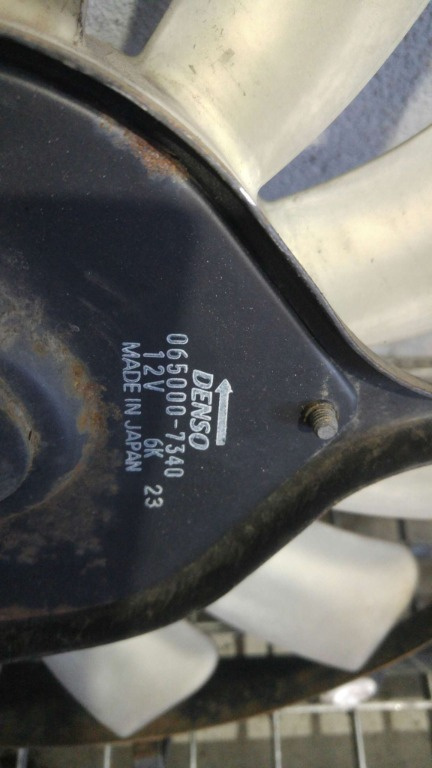 DENSO
065000-7340
12V 6K 23
MADE IN JAPAN